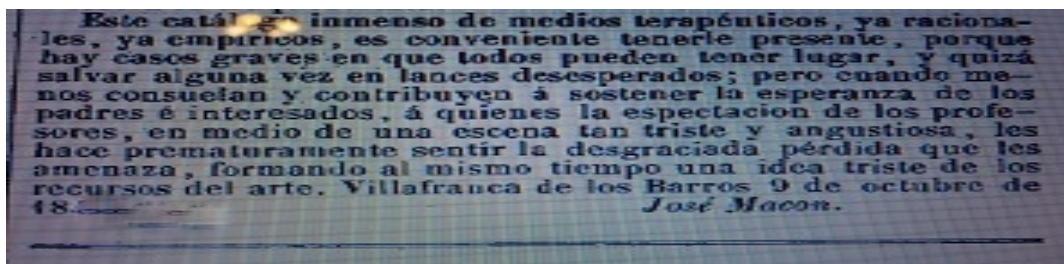 Este catálogo inmenso de medios terapéuticos, ya raciona-
les, ya empíricos, es conveniente tenerle presente, porque
hay casos graves en que todos pueden tener lugar, y quizá
salvar alguna vez en lances desesperados; pero cuando me-
nos consuelan y contribuyen á sostener la esperanza de los
padres é interesados, á quienes la espectacion de los profe-
sores, en medio de una escena tan triste y angustiosa, les
hace prematuramente sentir la desgraciada pérdida que les
amenaza, formando al mismo tiempo una idea triste de los
recursos del arte. Villafranca de los Barros 9 de octubre de
18
José Macon.